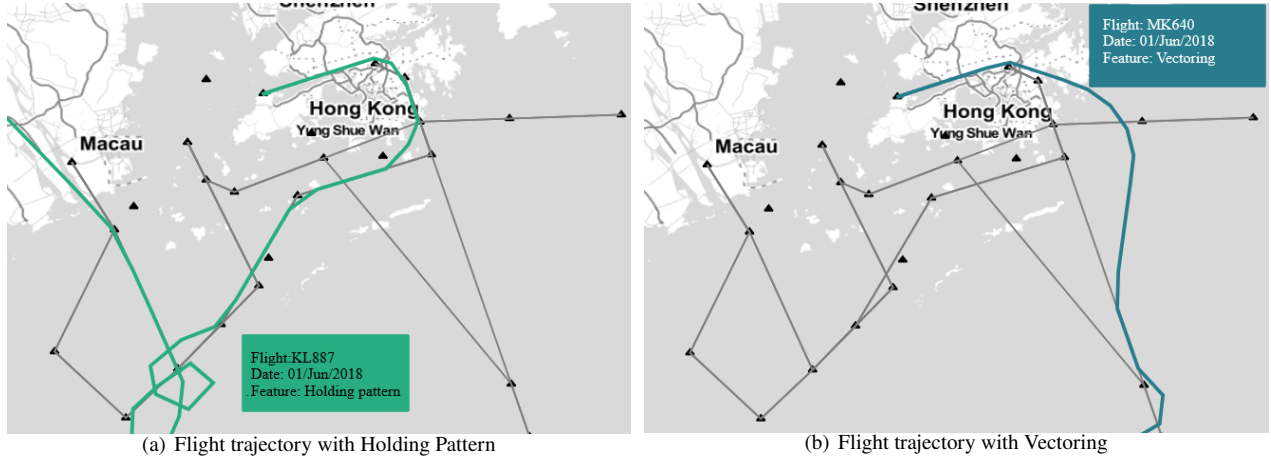 Shenzhen
Hong Kong
Yung Shue Wan
Macau
Flight:KL887
Date: 01/Jun/2018
.Feature: Holding pattern
(a) Flight trajectory with Holding Pattern
Shenzhen
Flight: MK640
Date: 01/Jun/2018
Feature: Vectoring
Hong Kong
Yung Shue Wan
Macau
(b) Flight trajectory with Vectoring